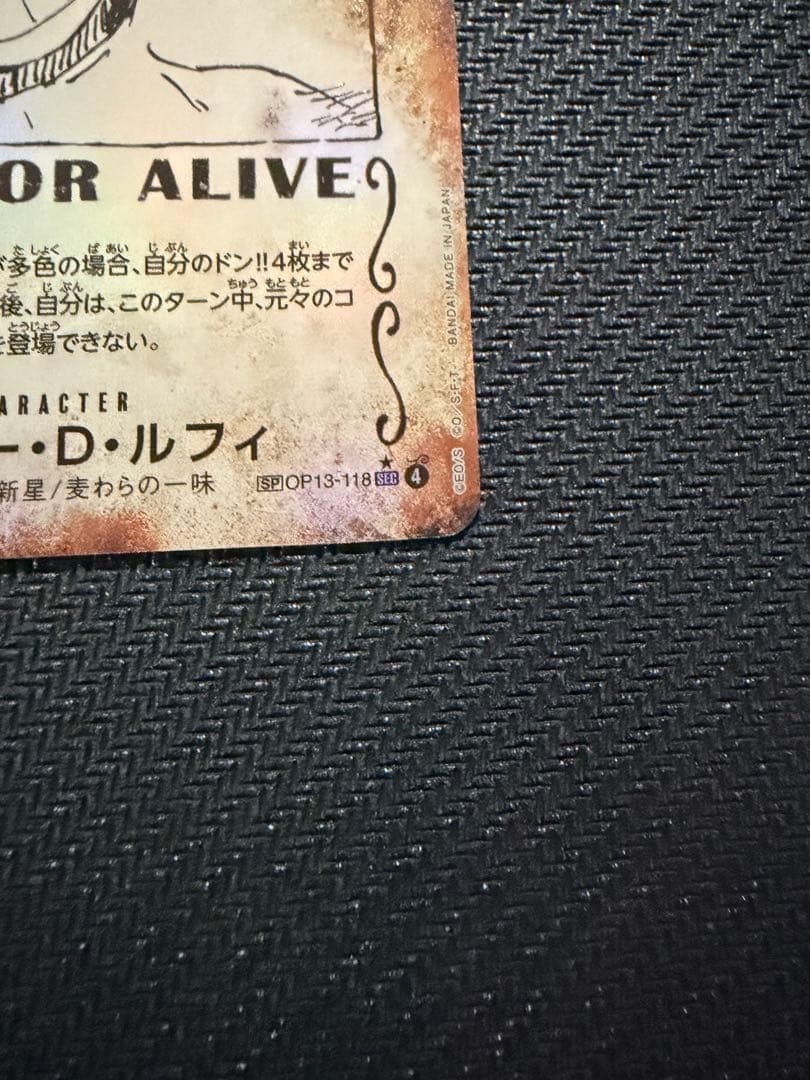 OR ALIVE
が多色の場合、自分のドン!!4枚まで
後、自分は、このターン中、元々のコ
を登場できない。
ARACTER
ー・D・ルフィ
新星/麦わらの一味
SP OP13-118 SEC 4
©EO/S ©O/S・F・T BANDAI MADE IN JAPAN